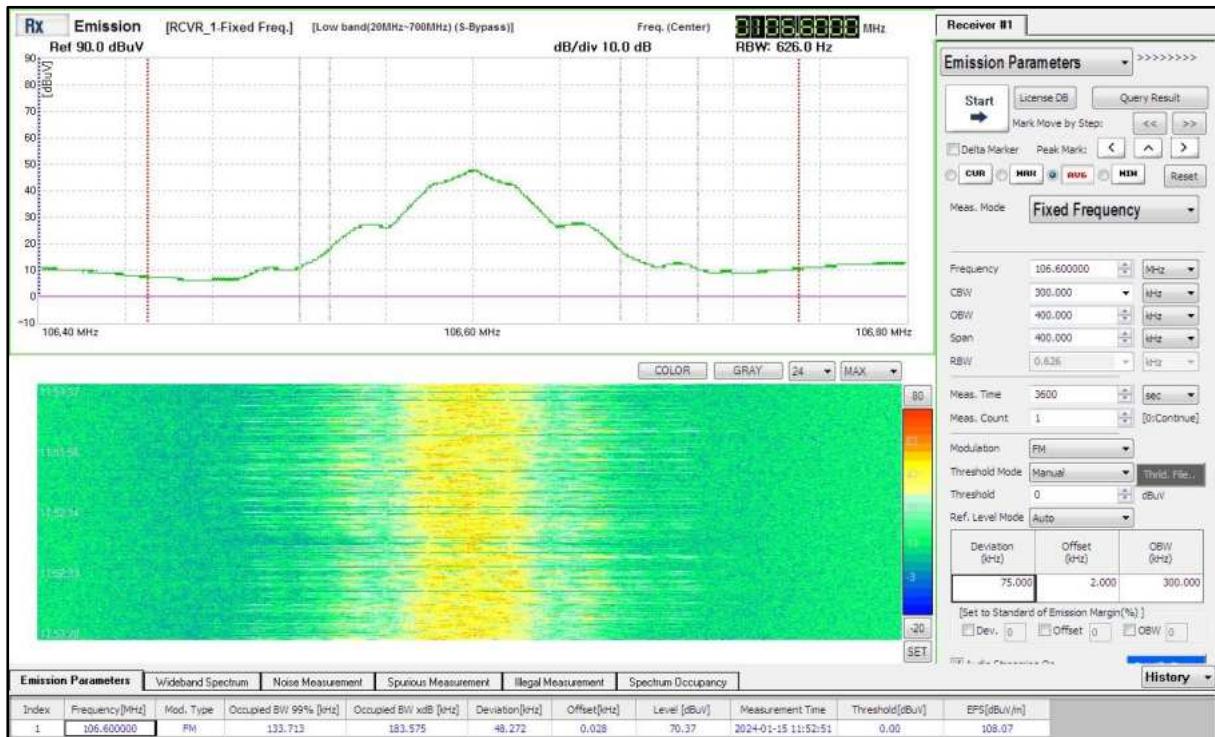 Rx Emission [RCVR_1-Fixed Freq.] [Low band(20MHz~700MHz) (S-Bypass)] Freq. (Center) 0106.6000 MHz
Ref 90.0 dBuV dB/div 10.0 dB RBW: 626.0 Hz
[dBuV]
90
80
70
60
50
40
30
20
10
0
-10
106,40 MHz 106,60 MHz 106,80 MHz
COLOR GRAY 24 MAX
80
-3
-20
SET
Receiver #1
Emission Parameters >>>>>>>>
Start License DB Query Result
Mark Move by Step: << >>
Delta Marker Peak Mark: < ^ >
CUR MAX AVG MIN Reset
Meas. Mode Fixed Frequency
Frequency 106.600000 MHz
CBW 300.000 kHz
OBW 400.000 kHz
Span 400.000 kHz
RBW 0.626 kHz
Meas. Time 3600 sec
Meas. Count 1 [0:Continue]
Modulation FM
Threshold Mode Manual Thrld. File..
Threshold 0 dBuV
Ref. Level Mode Auto
Deviation (kHz) Offset (kHz) OBW (kHz)
75.000 2.000 300.000
[Set to Standard of Emission Margin(%) ]
Dev. 0 Offset 0 OBW 0
History
Emission Parameters Wideband Spectrum Noise Measurement Spurious Measurement Illegal Measurement Spectrum Occupancy
Index Frequency[MHz] Mod. Type Occupied BW 99% [kHz] Occupied BW xdB [kHz] Deviation[kHz] Offset[kHz] Level [dBuV] Measurement Time Threshold[dBuV] EFS[dBuV/m]
1 106.600000 FM 133.713 183.575 48.272 0.028 70.37 2024-01-15 11:52:51 0.00 108.07